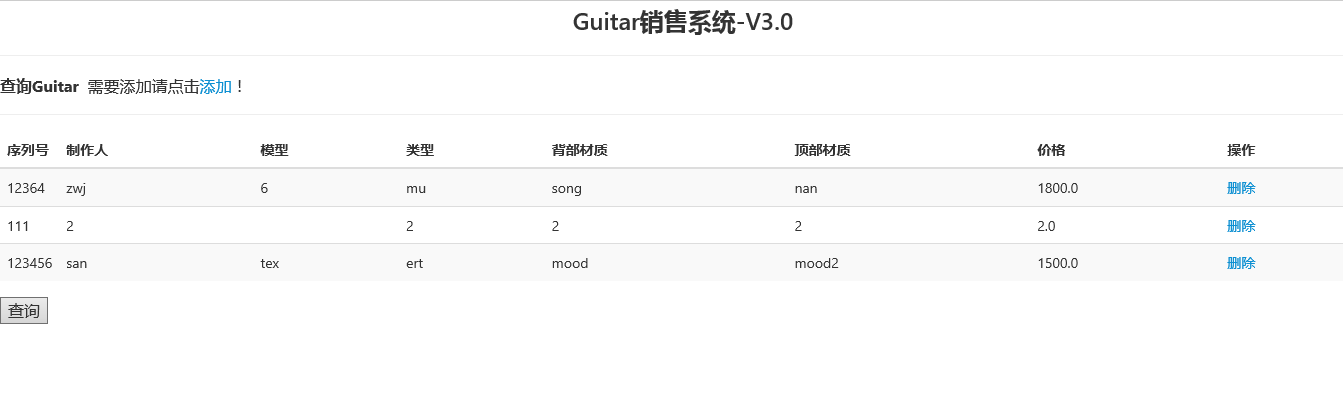 Guitar销售系统-V3.0
查询Guitar 需要添加请点击添加！
序列号 制作人 模型 类型 背部材质 顶部材质 价格 操作
12364 zwj 6 mu song nan 1800.0 删除
111 2 2 2 2 2.0 删除
123456 san tex ert mood mood2 1500.0 删除
查询